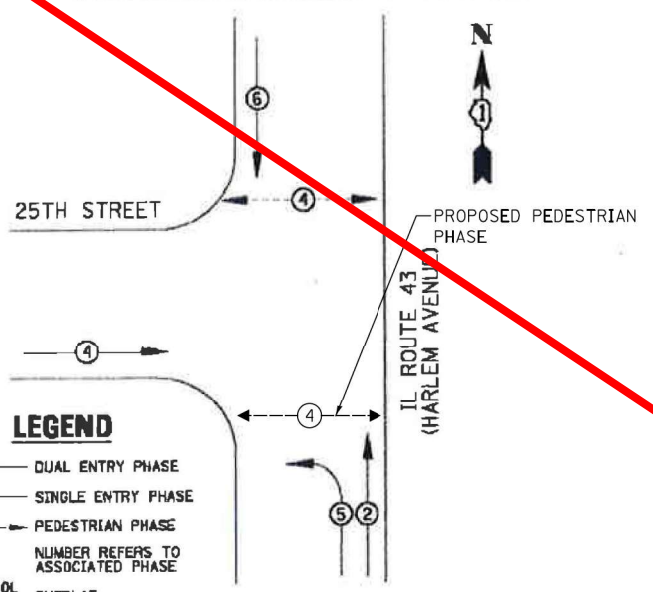 N
1
6
25TH STREET
4
PROPOSED PEDESTRIAN
PHASE
IL ROUTE 43
(HARLEM AVENUE)
4
4
LEGEND
DUAL ENTRY PHASE
SINGLE ENTRY PHASE
PEDESTRIAN PHASE
NUMBER REFERS TO
ASSOCIATED PHASE
5 2
OL